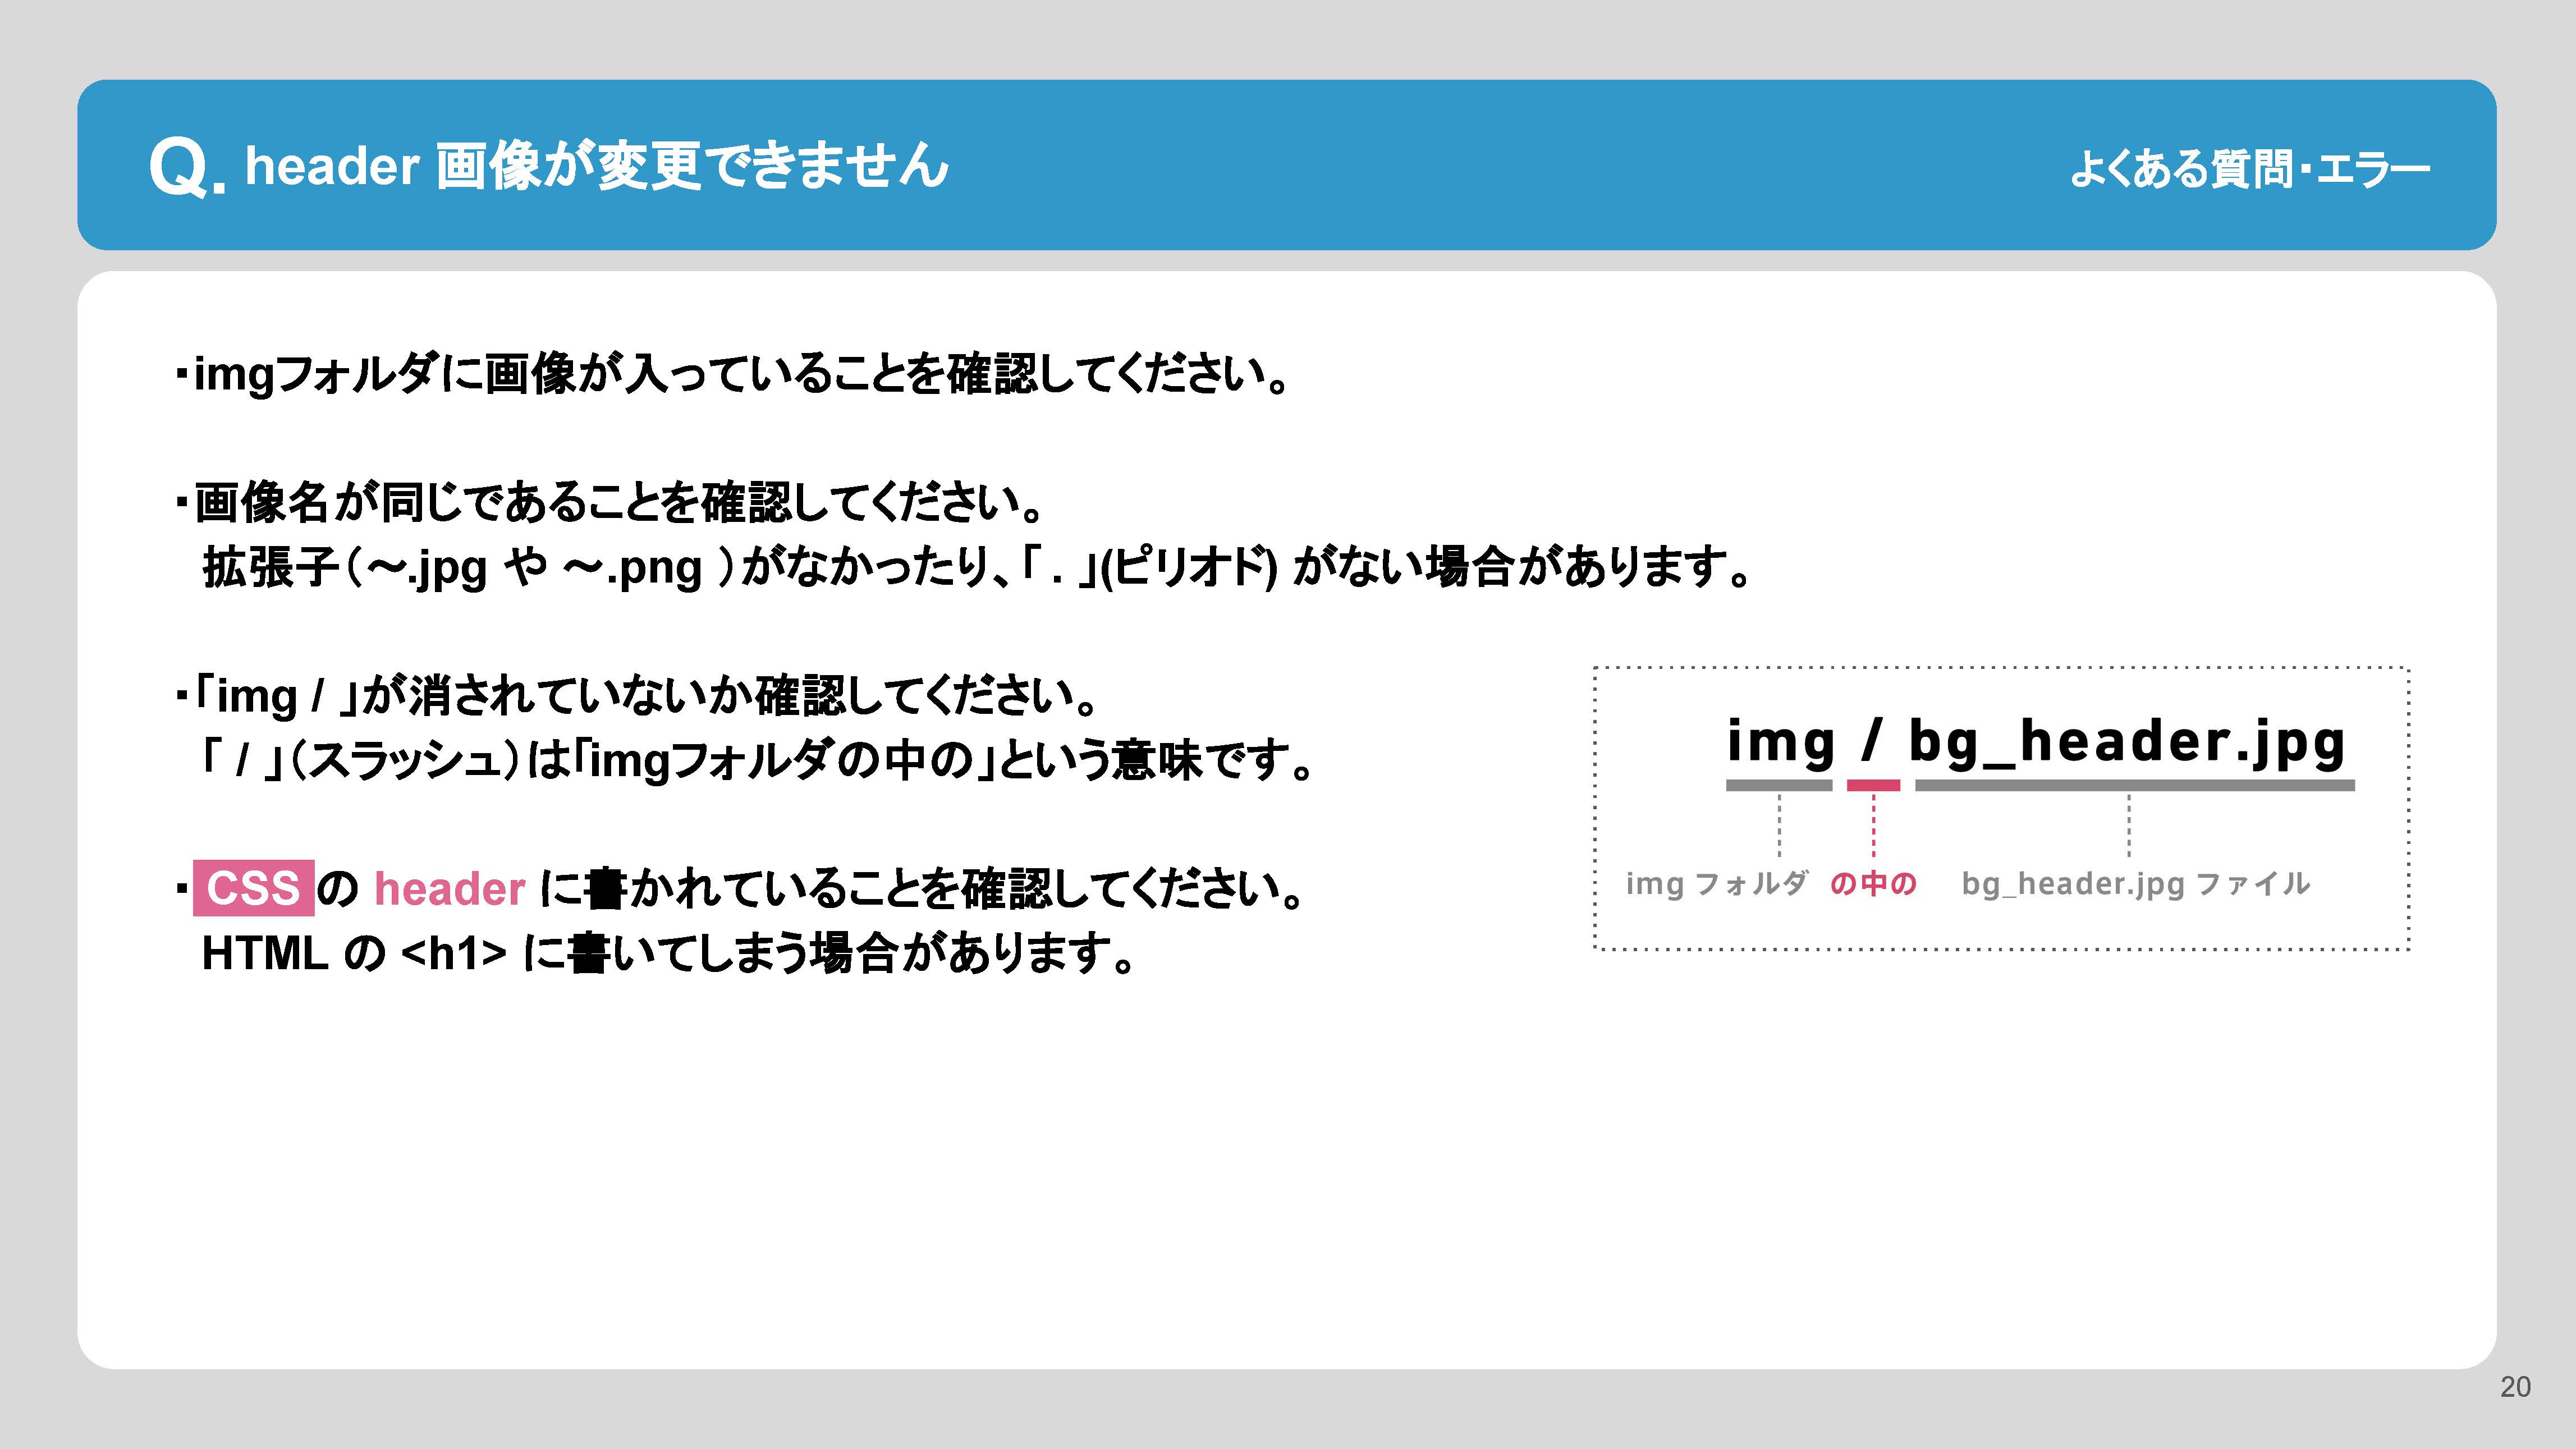 Q. header 画像が変更できません
よくある質問・エラー
・imgフォルダに画像が入っていることを確認してください。
・画像名が同じであることを確認してください。
拡張子（～.jpg や ～.png ）がなかったり、「 . 」(ピリオド) がない場合があります。
・「img / 」が消されていないか確認してください。
「 / 」（スラッシュ）は「imgフォルダの中の」という意味です。
・ CSS の header に書かれていることを確認してください。
HTML の <h1> に書いてしまう場合があります。
img / bg_header.jpg
img フォルダ の中の bg_header.jpg ファイル
20